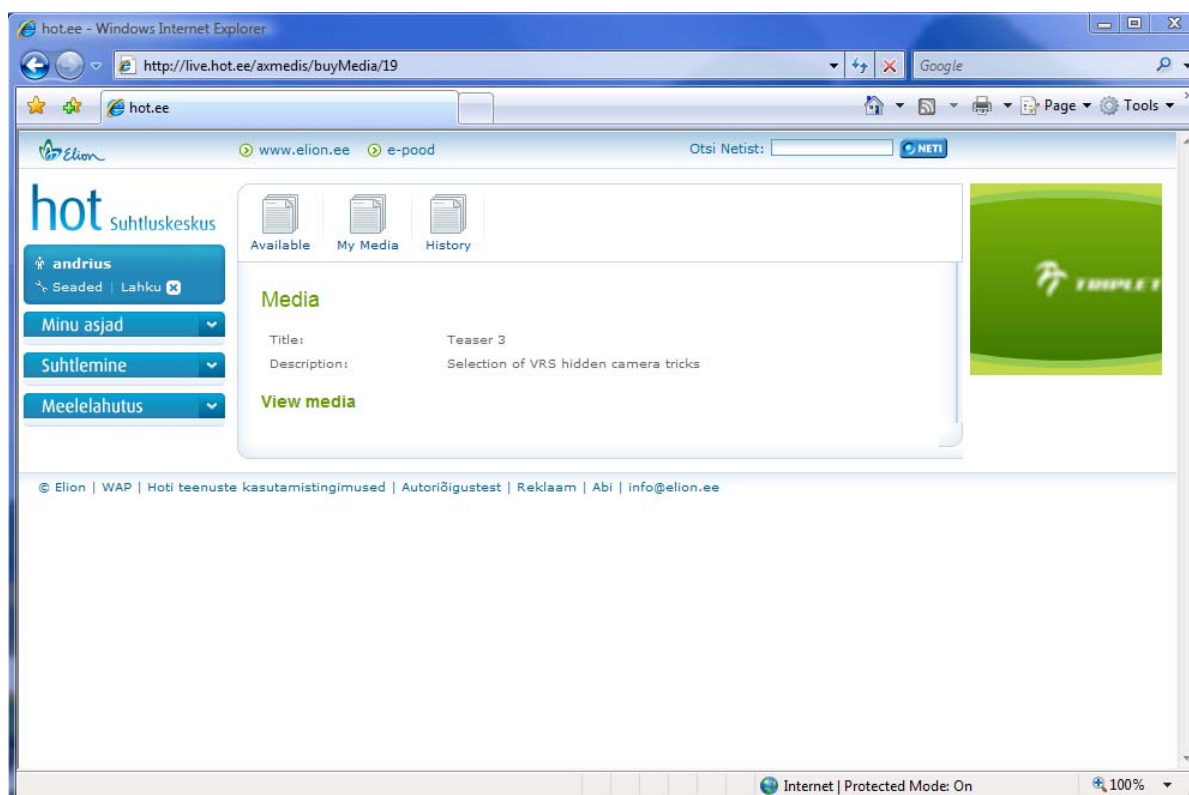 hot.ee - Windows Internet Explorer
http://live.hot.ee/axmedis/buyMedia/19
Google
hot.ee
Page Tools
Elion
www.elion.ee e-pood
Otsi Netist: NETI
hot Suhtluskeskus
andrius
Seaded | Lahku
Minu asjad
Suhtlemine
Meelelahutus
Available My Media History
Media
Title: Teaser 3
Description: Selection of VRS hidden camera tricks
View media
TRIPLET
© Elion | WAP | Hoti teenuste kasutamistingimused | Autoriõigustest | Reklaam | Abi | info@elion.ee
Internet | Protected Mode: On
100%